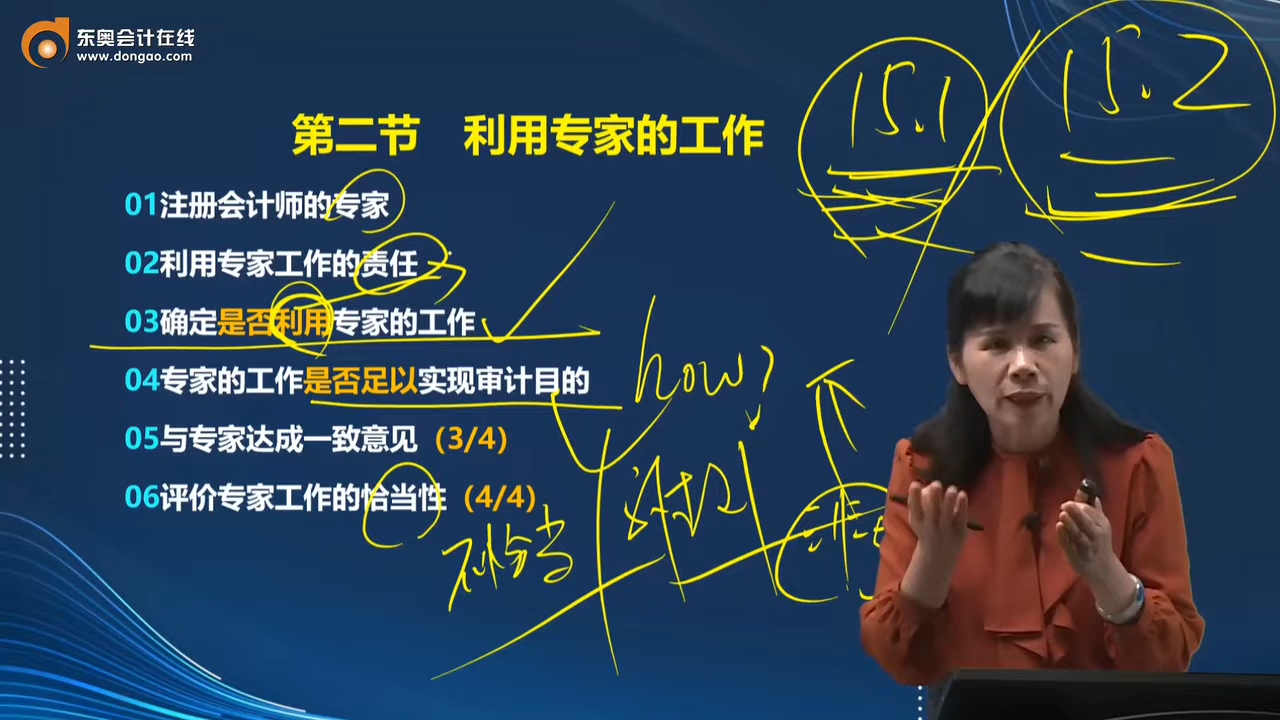 东奥会计在线
www.dongao.com
15.1
15.2
第二节 利用专家的工作
01注册会计师的专家
02利用专家工作的责任
03确定是否利用专家的工作
how?
04专家的工作是否足以实现审计目的
05与专家达成一致意见（3/4）
06评价专家工作的恰当性（4/4）
不恰当